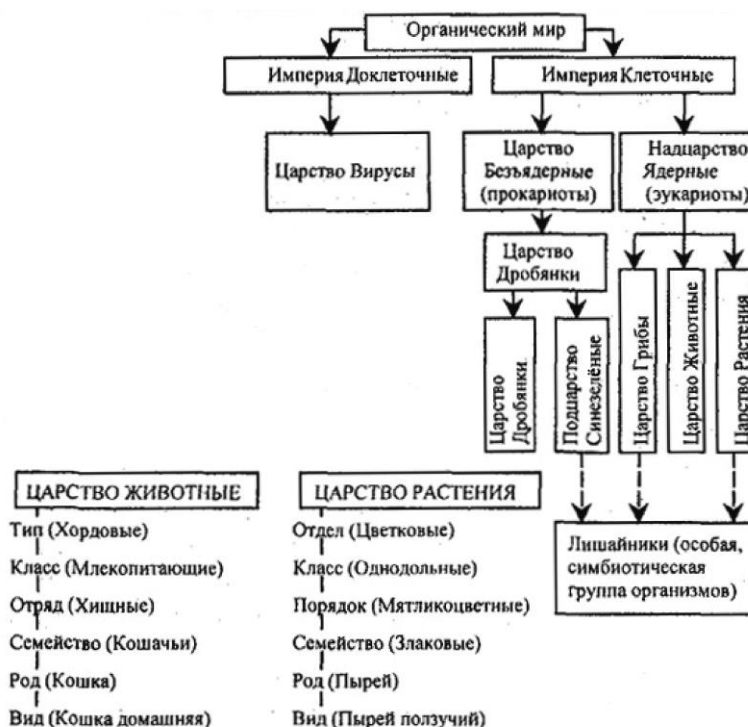 Органический мир
Империя Доклеточные
Империя Клеточные
Царство Вирусы
Царство
Безъядерные
(прокариоты)
Надцарство
Ядерные
(эукариоты)
Царство
Дробянки
Царство
Дробянки
Подцарство
Синезелёные
Царство Грибы
Царство Животные
Царство Растения
Лишайники (особая,
симбиотическая
группа организмов)
ЦАРСТВО ЖИВОТНЫЕ
Тип (Хордовые)
Класс (Млекопитающие)
Отряд (Хищные)
Семейство (Кошачьи)
Род (Кошка)
Вид (Кошка домашняя)
ЦАРСТВО РАСТЕНИЯ
Отдел (Цветковые)
Класс (Однодольные)
Порядок (Мятликоцветные)
Семейство (Злаковые)
Род (Пырей)
Вид (Пырей ползучий)